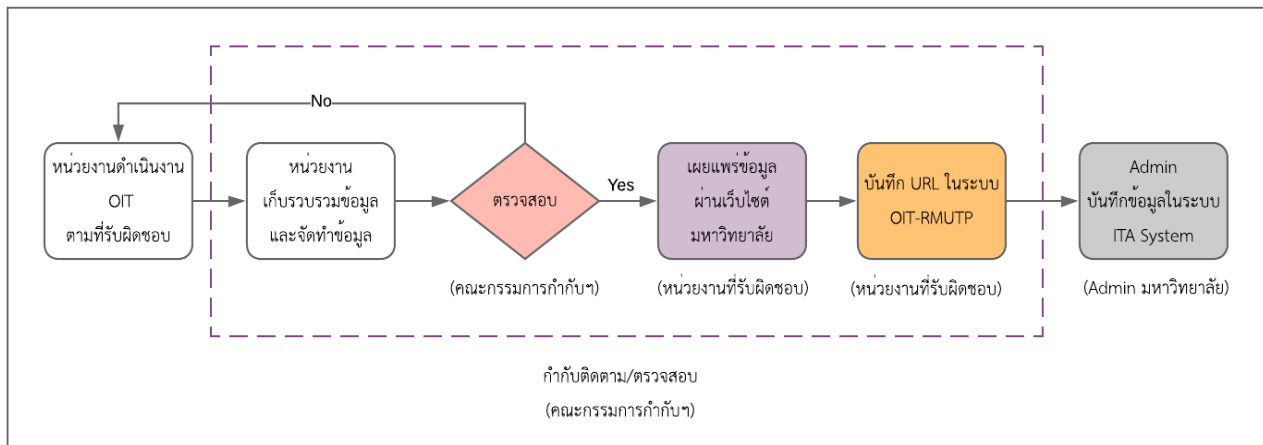 No
หน่วยงานดำเนินงาน
OIT
ตามที่รับผิดชอบ
หน่วยงาน
เก็บรวบรวมข้อมูล
และจัดทำข้อมูล
ตรวจสอบ
(คณะกรรมการกำกับฯ)
Yes
เผยแพร่ข้อมูล
ผ่านเว็บไซต์
มหาวิทยาลัย
(หน่วยงานที่รับผิดชอบ)
บันทึก URL ในระบบ
OIT-RMUTP
(หน่วยงานที่รับผิดชอบ)
Admin
บันทึกข้อมูลในระบบ
ITA System
(Admin มหาวิทยาลัย)
กำกับติดตาม/ตรวจสอบ
(คณะกรรมการกำกับฯ)